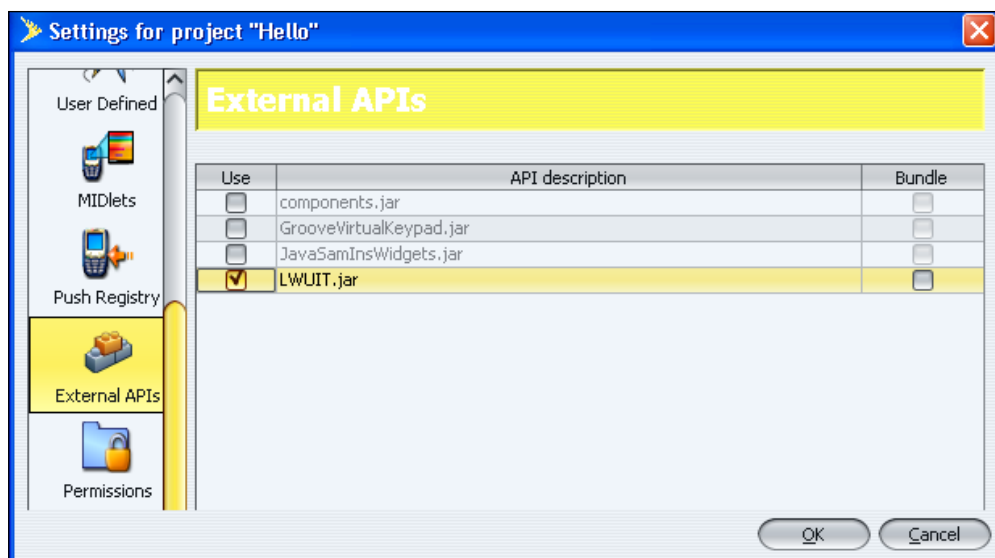 Settings for project "Hello"
User Defined
MIDlets
Push Registry
External APIs
Permissions
External APIs
Use API description Bundle
components.jar
GrooveVirtualKeypad.jar
JavaSamInsWidgets.jar
LWUIT.jar
OK Cancel